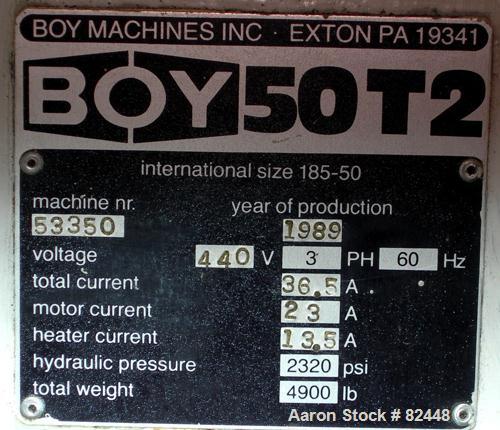 BOY MACHINES INC · EXTON PA 19341
BOY 50 T2
international size 185-50
machine nr. year of production
53350 1989
voltage 440 V 3 PH 60 Hz
total current 36.5 A
motor current 23 A
heater current 13.5 A
hydraulic pressure 2320 psi
total weight 4900 lb
Aaron Stock # 82448